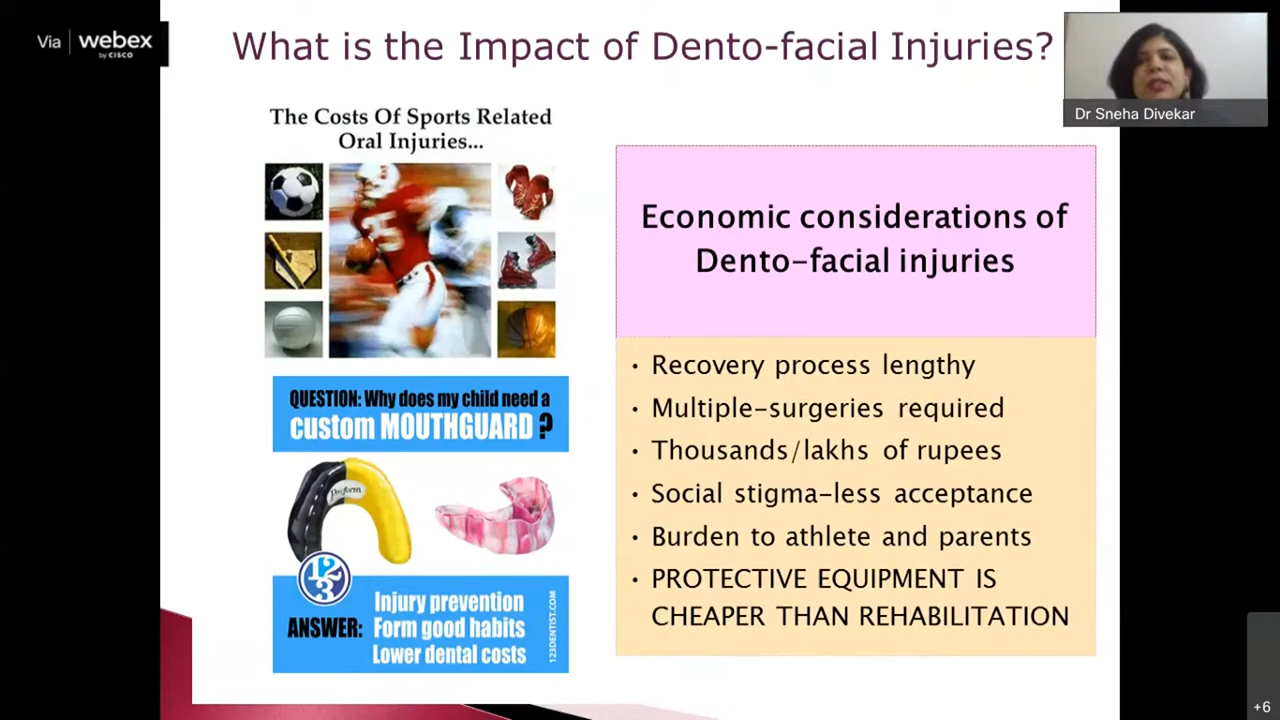 Via webex
by CISCO
What is the Impact of Dento-facial Injuries?
Dr Sneha Divekar
The Costs Of Sports Related
Oral Injuries...
QUESTION: Why does my child need a
custom MOUTHGUARD ?
Proform
123
ANSWER: Injury prevention
Form good habits
Lower dental costs
123DENTIST.COM
Economic considerations of
Dento-facial injuries
• Recovery process lengthy
• Multiple-surgeries required
• Thousands/lakhs of rupees
• Social stigma-less acceptance
• Burden to athlete and parents
• PROTECTIVE EQUIPMENT IS
CHEAPER THAN REHABILITATION
+6